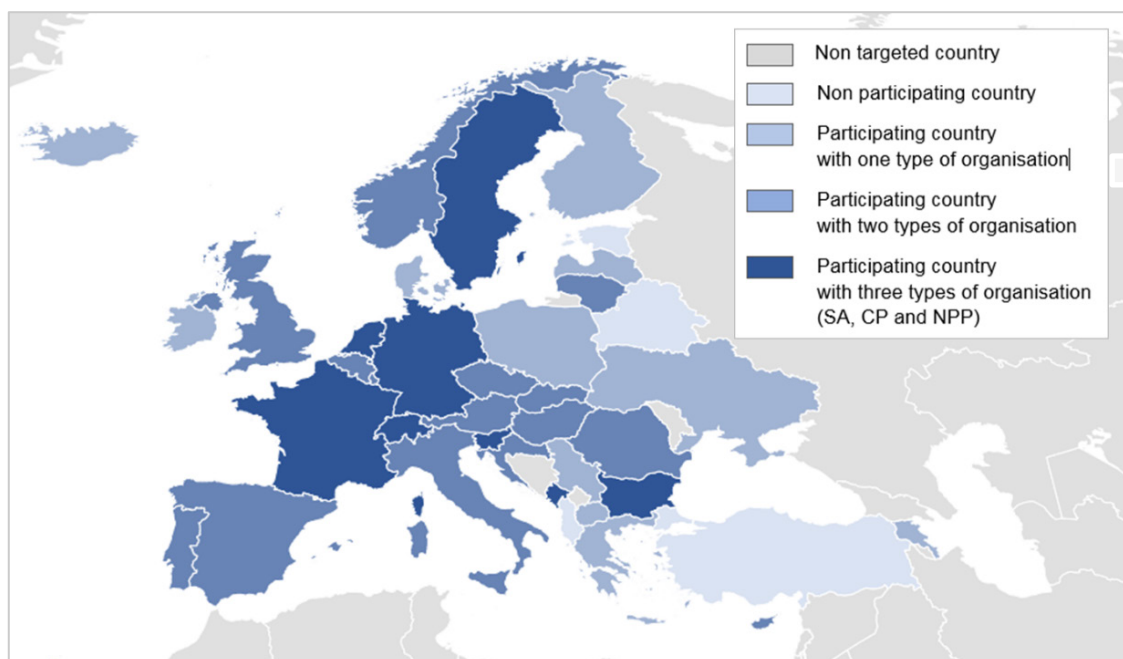 Non targeted country
Non participating country
Participating country
with one type of organisation
Participating country
with two types of organisation
Participating country
with three types of organisation
(SA, CP and NPP)